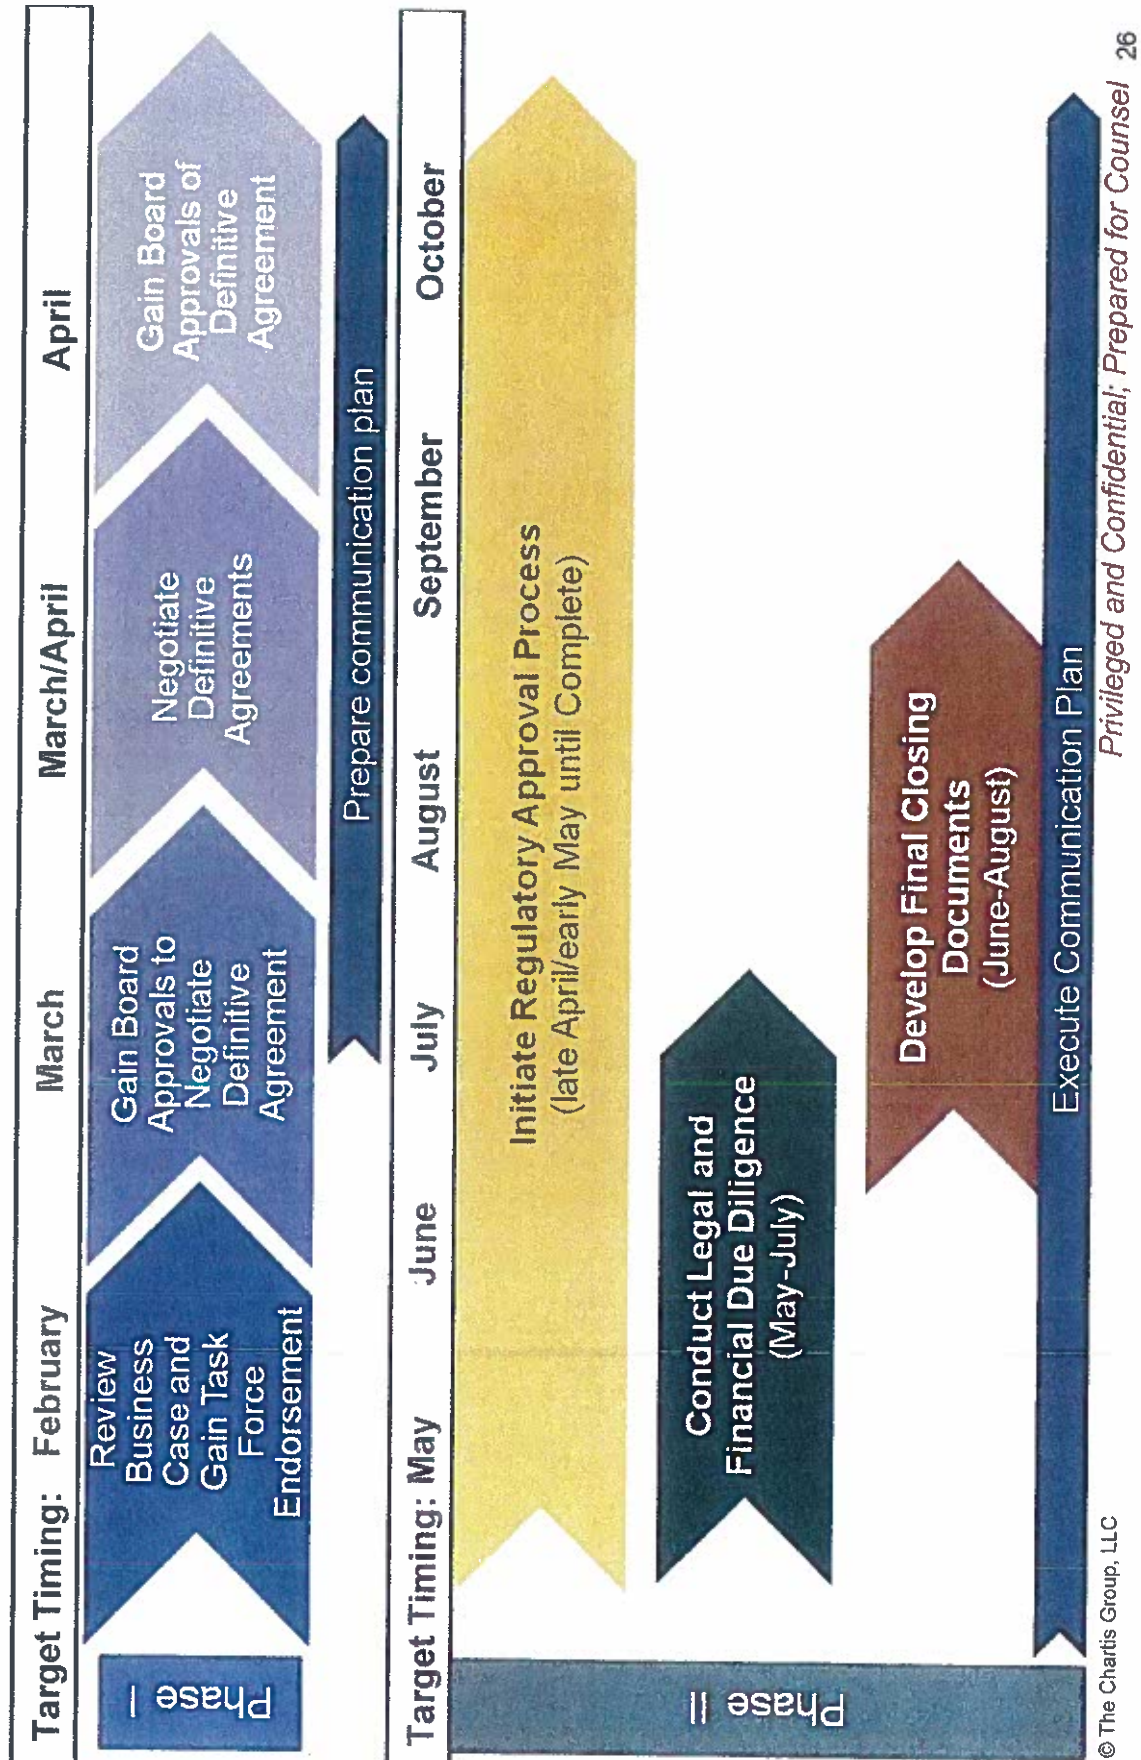 Target Timing: February March March/April April
Phase I
Review
Business
Case and
Gain Task
Force
Endorsement
Gain Board
Approvals to
Negotiate
Definitive
Agreement
Negotiate
Definitive
Agreements
Gain Board
Approvals of
Definitive
Agreement
Prepare communication plan
Target Timing: May June July August September October
Phase II
Initiate Regulatory Approval Process
(late April/early May until Complete)
Conduct Legal and
Financial Due Diligence
(May-July)
Develop Final Closing
Documents
(June-August)
Execute Communication Plan
© The Chartis Group, LLC
Privileged and Confidential; Prepared for Counsel 26